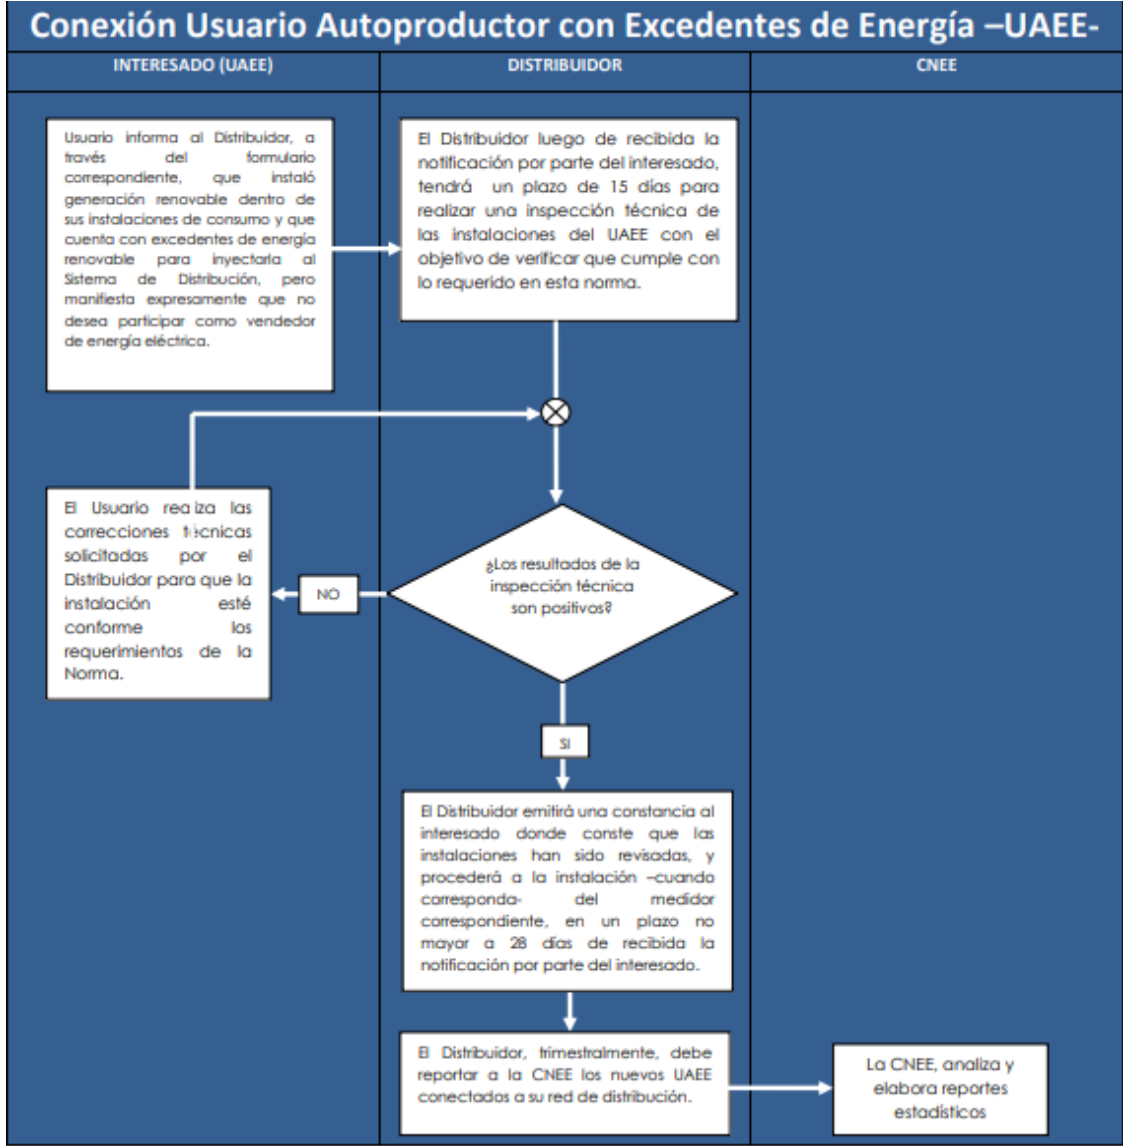 Conexión Usuario Autoproductor con Excedentes de Energía –UAEE-
INTERESADO (UAEE)
DISTRIBUIDOR
CNEE
Usuario informa al Distribuidor, a
través del formulario
correspondiente, que instaló
generación renovable dentro de
sus instalaciones de consumo y que
cuenta con excedentes de energía
renovable para inyectarla al
Sistema de Distribución, pero
manifiesta expresamente que no
desea participar como vendedor
de energía eléctrica.
El Distribuidor luego de recibida la
notificación por parte del interesado,
tendrá un plazo de 15 días para
realizar una inspección técnica de
las instalaciones del UAEE con el
objetivo de verificar que cumple con
lo requerido en esta norma.
El Usuario realiza las
correcciones técnicas
solicitadas por el
Distribuidor para que la
instalación esté
conforme los
requerimientos de la
Norma.
NO
¿Los resultados de la
inspección técnica
son positivos?
SI
El Distribuidor emitirá una constancia al
interesado donde conste que las
instalaciones han sido revisadas, y
procederá a la instalación –cuando
corresponda- del medidor
correspondiente, en un plazo no
mayor a 28 días de recibida la
notificación por parte del interesado.
El Distribuidor, trimestralmente, debe
reportar a la CNEE los nuevos UAEE
conectados a su red de distribución.
La CNEE, analiza y
elabora reportes
estadísticos